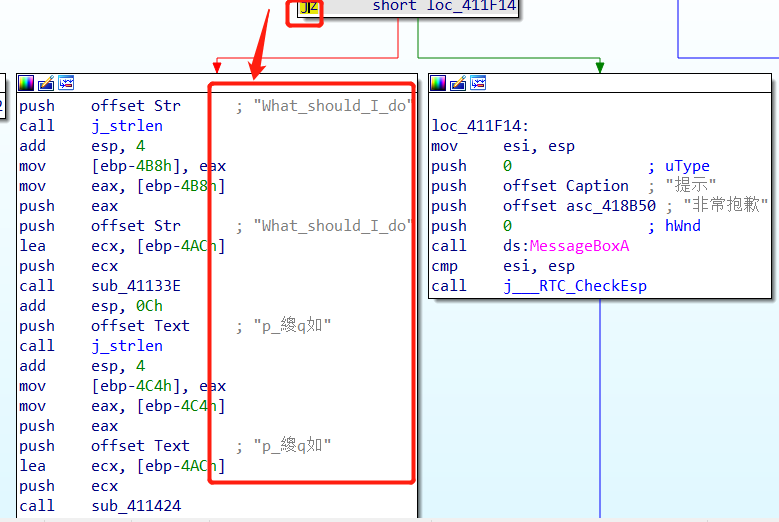 jz short loc_411F14
push offset Str ; "What_should_I_do"
call j_strlen
add esp, 4
mov [ebp-4B8h], eax
mov eax, [ebp-4B8h]
push eax
push offset Str ; "What_should_I_do"
lea ecx, [ebp-4ACh]
push ecx
call sub_41133E
add esp, 0Ch
push offset Text ; "p_纋q如"
call j_strlen
add esp, 4
mov [ebp-4C4h], eax
mov eax, [ebp-4C4h]
push eax
push offset Text ; "p_纋q如"
lea ecx, [ebp-4ACh]
push ecx
call sub_411424
loc_411F14:
mov esi, esp
push 0 ; uType
push offset Caption ; "提示"
push offset asc_418B50 ; "非常抱歉"
push 0 ; hWnd
call ds:MessageBoxA
cmp esi, esp
call j___RTC_CheckEsp